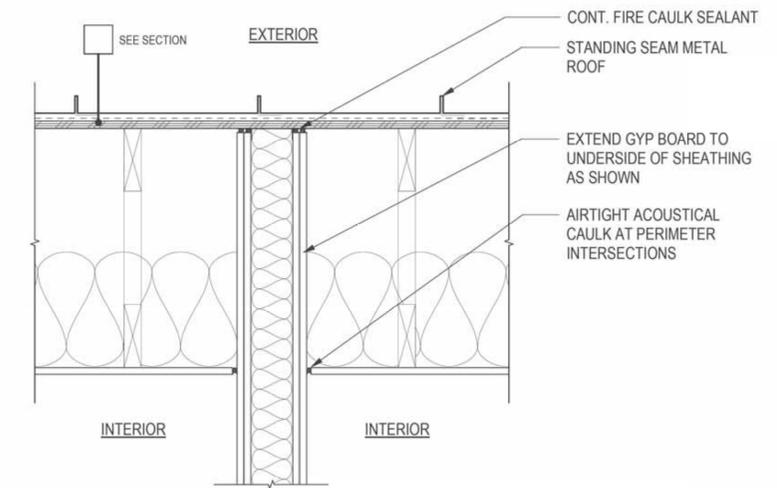 EXTERIOR
SEE SECTION
CONT. FIRE CAULK SEALANT
STANDING SEAM METAL
ROOF
EXTEND GYP BOARD TO
UNDERSIDE OF SHEATHING
AS SHOWN
AIRTIGHT ACOUSTICAL
CAULK AT PERIMETER
INTERSECTIONS
INTERIOR
INTERIOR